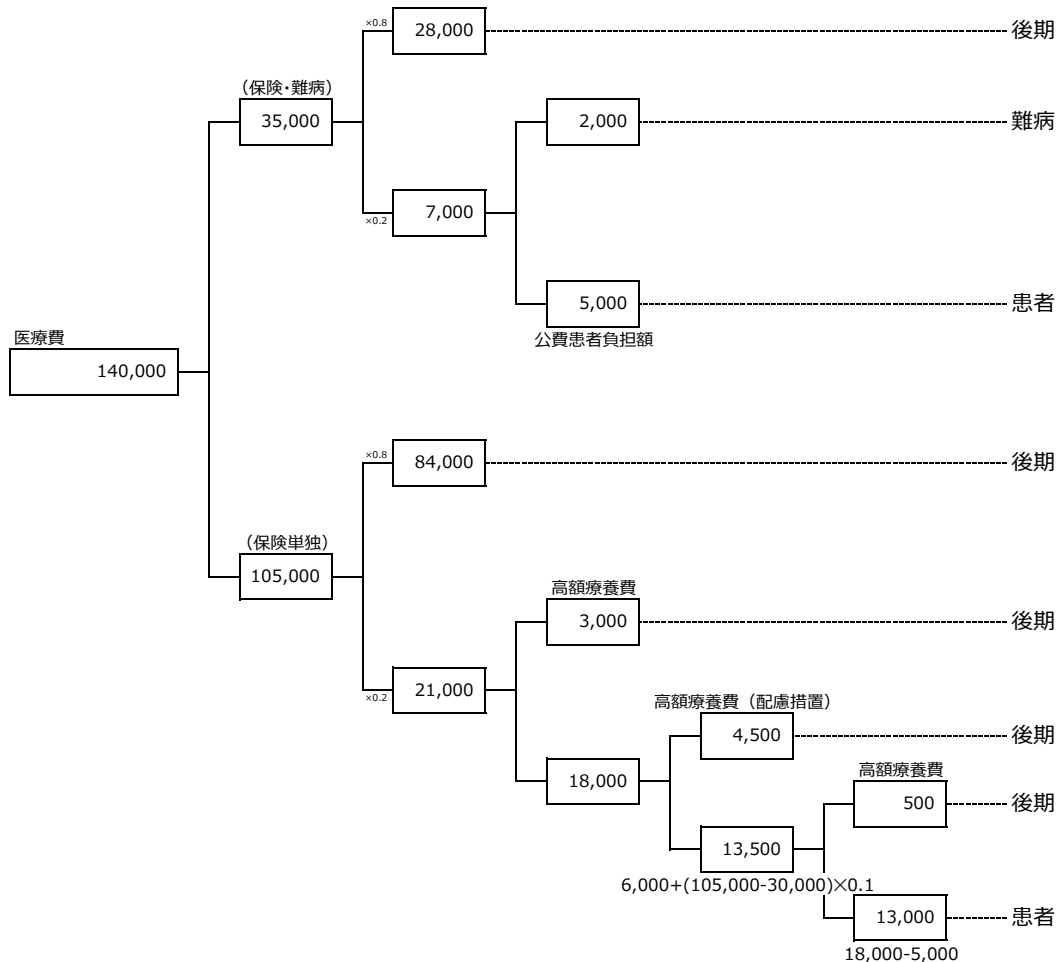 ×0.8
28,000
後期
(保険・難病)
35,000
2,000
難病
×0.2
7,000
5,000
患者
公費患者負担額
医療費
140,000
×0.8
84,000
後期
(保険単独)
105,000
高額療養費
3,000
後期
×0.2
21,000
高額療養費(配慮措置)
4,500
後期
18,000
高額療養費
500
後期
13,500
6,000+(105,000-30,000)×0.1
13,000
患者
18,000-5,000